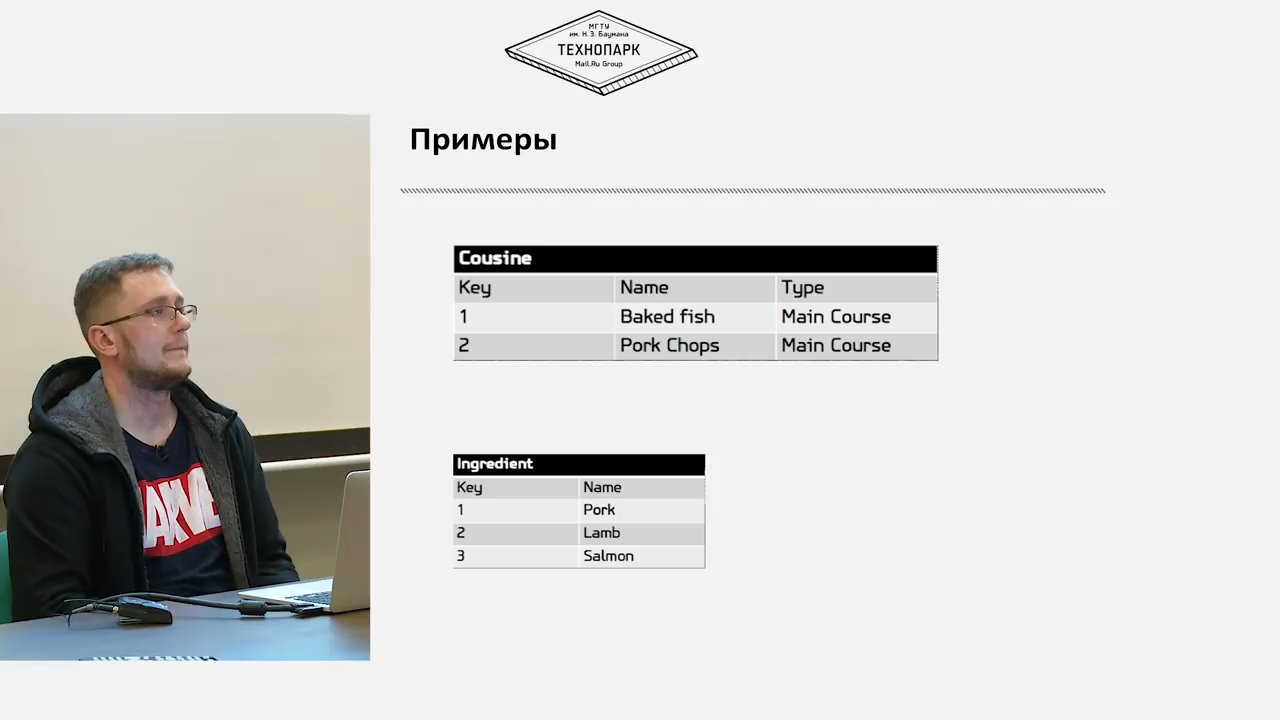 МГТУ
им. Н.Э. Баумана
ТЕХНОПАРК
Mail.Ru Group
Примеры
Cousine
Key Name Type
1 Baked fish Main Course
2 Pork Chops Main Course
MARVEL
Ingredient
Key Name
1 Pork
2 Lamb
3 Salmon